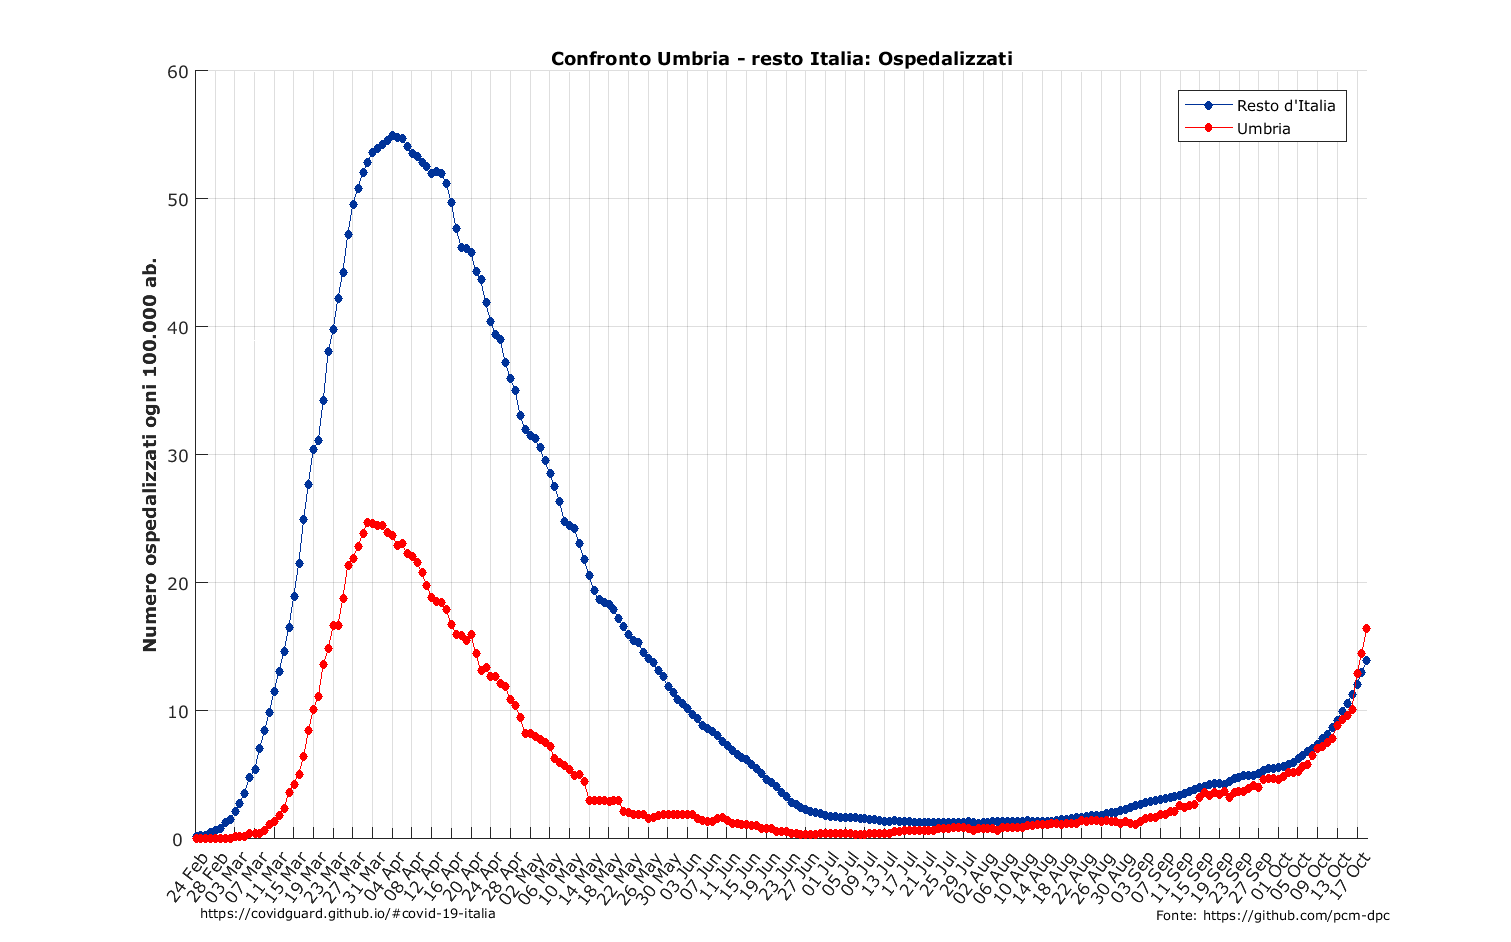 Confronto Umbria - resto Italia: Ospedalizzati
Resto d'Italia
Umbria
Numero ospedalizzati ogni 100.000 ab.
60
50
40
30
20
10
0
24 Feb
28 Feb
03 Mar
07 Mar
11 Mar
15 Mar
19 Mar
23 Mar
27 Mar
31 Mar
04 Apr
08 Apr
12 Apr
16 Apr
20 Apr
24 Apr
28 Apr
02 May
06 May
10 May
14 May
18 May
22 May
26 May
30 May
03 Jun
07 Jun
11 Jun
15 Jun
19 Jun
23 Jun
27 Jun
01 Jul
05 Jul
09 Jul
13 Jul
17 Jul
21 Jul
25 Jul
29 Jul
02 Aug
06 Aug
10 Aug
14 Aug
18 Aug
22 Aug
26 Aug
30 Aug
03 Sep
07 Sep
11 Sep
15 Sep
19 Sep
23 Sep
27 Sep
01 Oct
05 Oct
09 Oct
13 Oct
17 Oct
https://covidguard.github.io/#covid-19-italia
Fonte: https://github.com/pcm-dpc